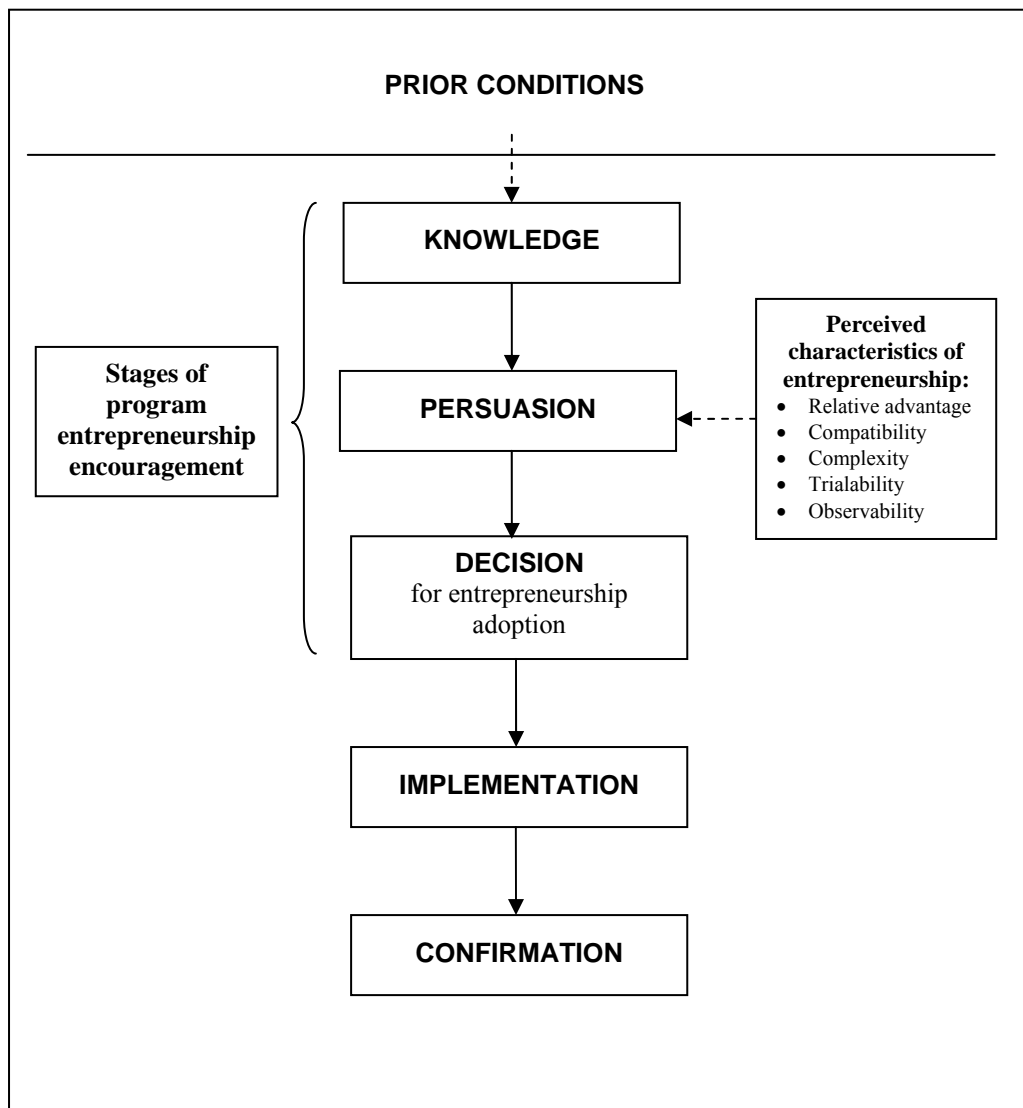 PRIOR CONDITIONS
KNOWLEDGE
Stages of
program
entrepreneurship
encouragement
PERSUASION
Perceived
characteristics of
entrepreneurship:
• Relative advantage
• Compatibility
• Complexity
• Trialability
• Observability
DECISION
for entrepreneurship
adoption
IMPLEMENTATION
CONFIRMATION